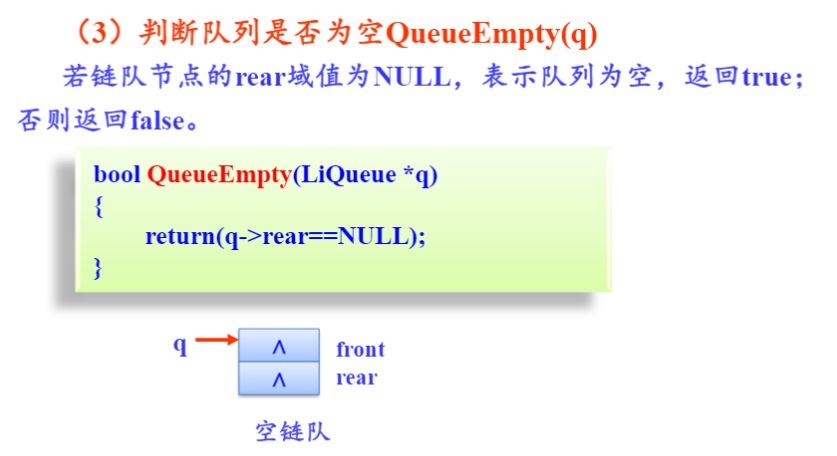 （3）判断队列是否为空QueueEmpty(q)
若链队节点的rear域值为NULL，表示队列为空，返回true；
否则返回false。
bool QueueEmpty(LiQueue *q)
{
return(q->rear==NULL);
}
q ∧ front
∧ rear
空链队